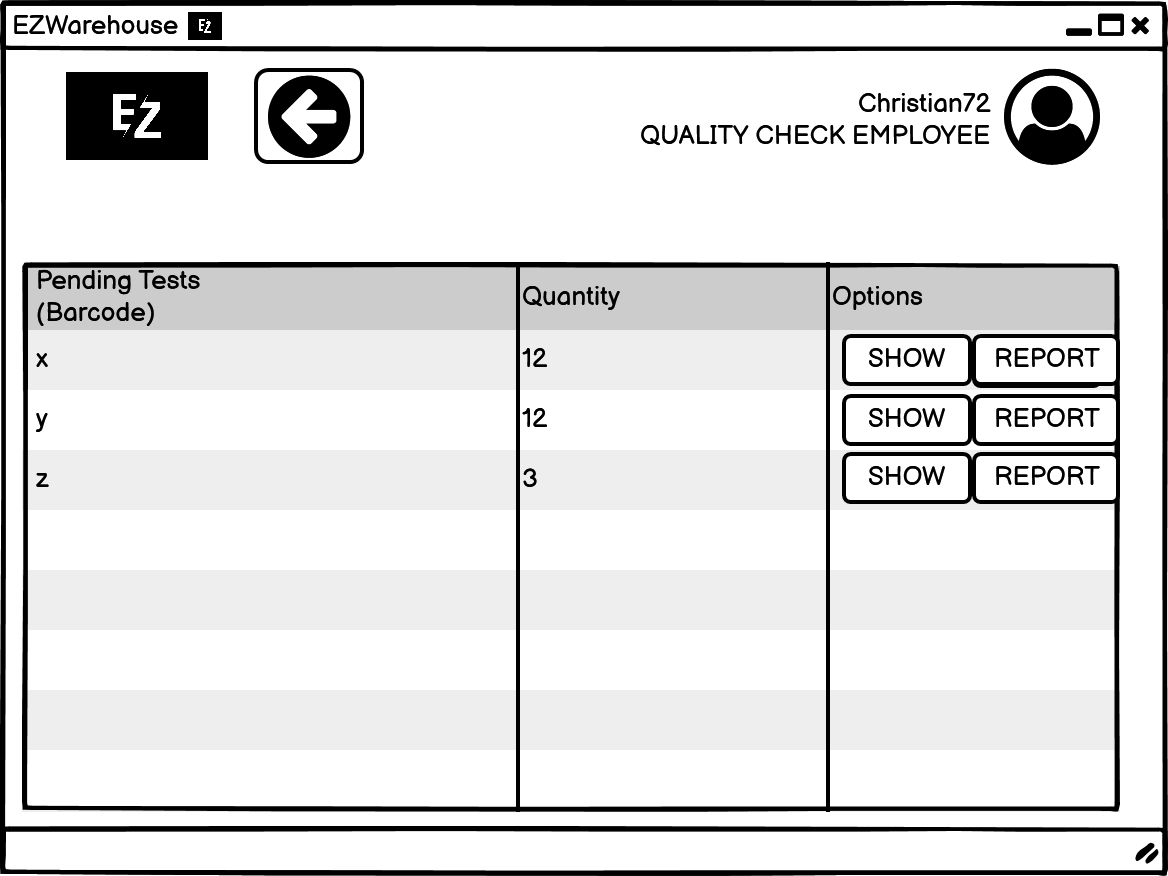 EZWarehouse EZ
EZ
Christian72
QUALITY CHECK EMPLOYEE
Pending Tests
(Barcode)
Quantity
Options
x 12 SHOW REPORT
y 12 SHOW REPORT
z 3 SHOW REPORT